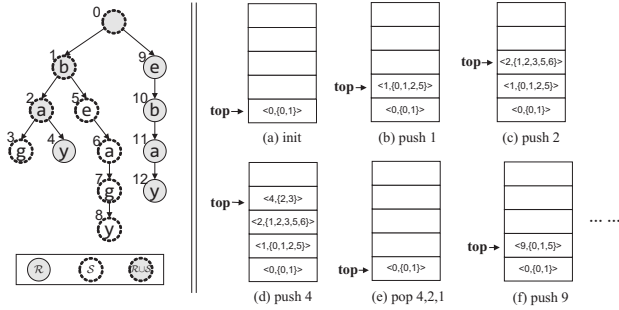 0
1 b
9 e
2 a
5 e
10 b
3 g
4 y
6 a
11 a
7 g
12 y
8 y
R S R∪S
top <0,{0,1}>
(a) init
top <1,{0,1,2,5}>
<0,{0,1}>
(b) push 1
top <2,{1,2,3,5,6}>
<1,{0,1,2,5}>
<0,{0,1}>
(c) push 2
top <4,{2,3}>
<2,{1,2,3,5,6}>
<1,{0,1,2,5}>
<0,{0,1}>
(d) push 4
top <0,{0,1}>
(e) pop 4,2,1
top <9,{0,1,5}>
<0,{0,1}>
(f) push 9
... ...